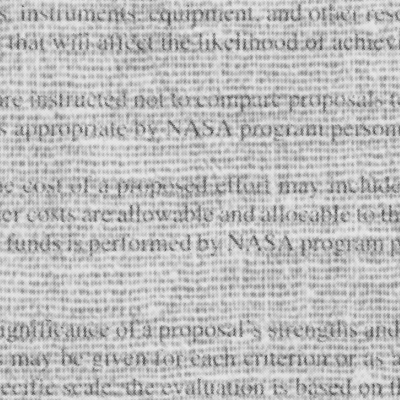 s, instruments, equipment, and other reso
that will affect the likelihood of achievi
are instructed not to compare proposals to
s appropriate by NASA program personn
he cost of a proposed effort may include
er costs are allowable and allocable to th
funds is performed by NASA program p
significance of a proposal's strengths and
s may be given for each criterion or as a
ecific scale, the evaluation is based on th